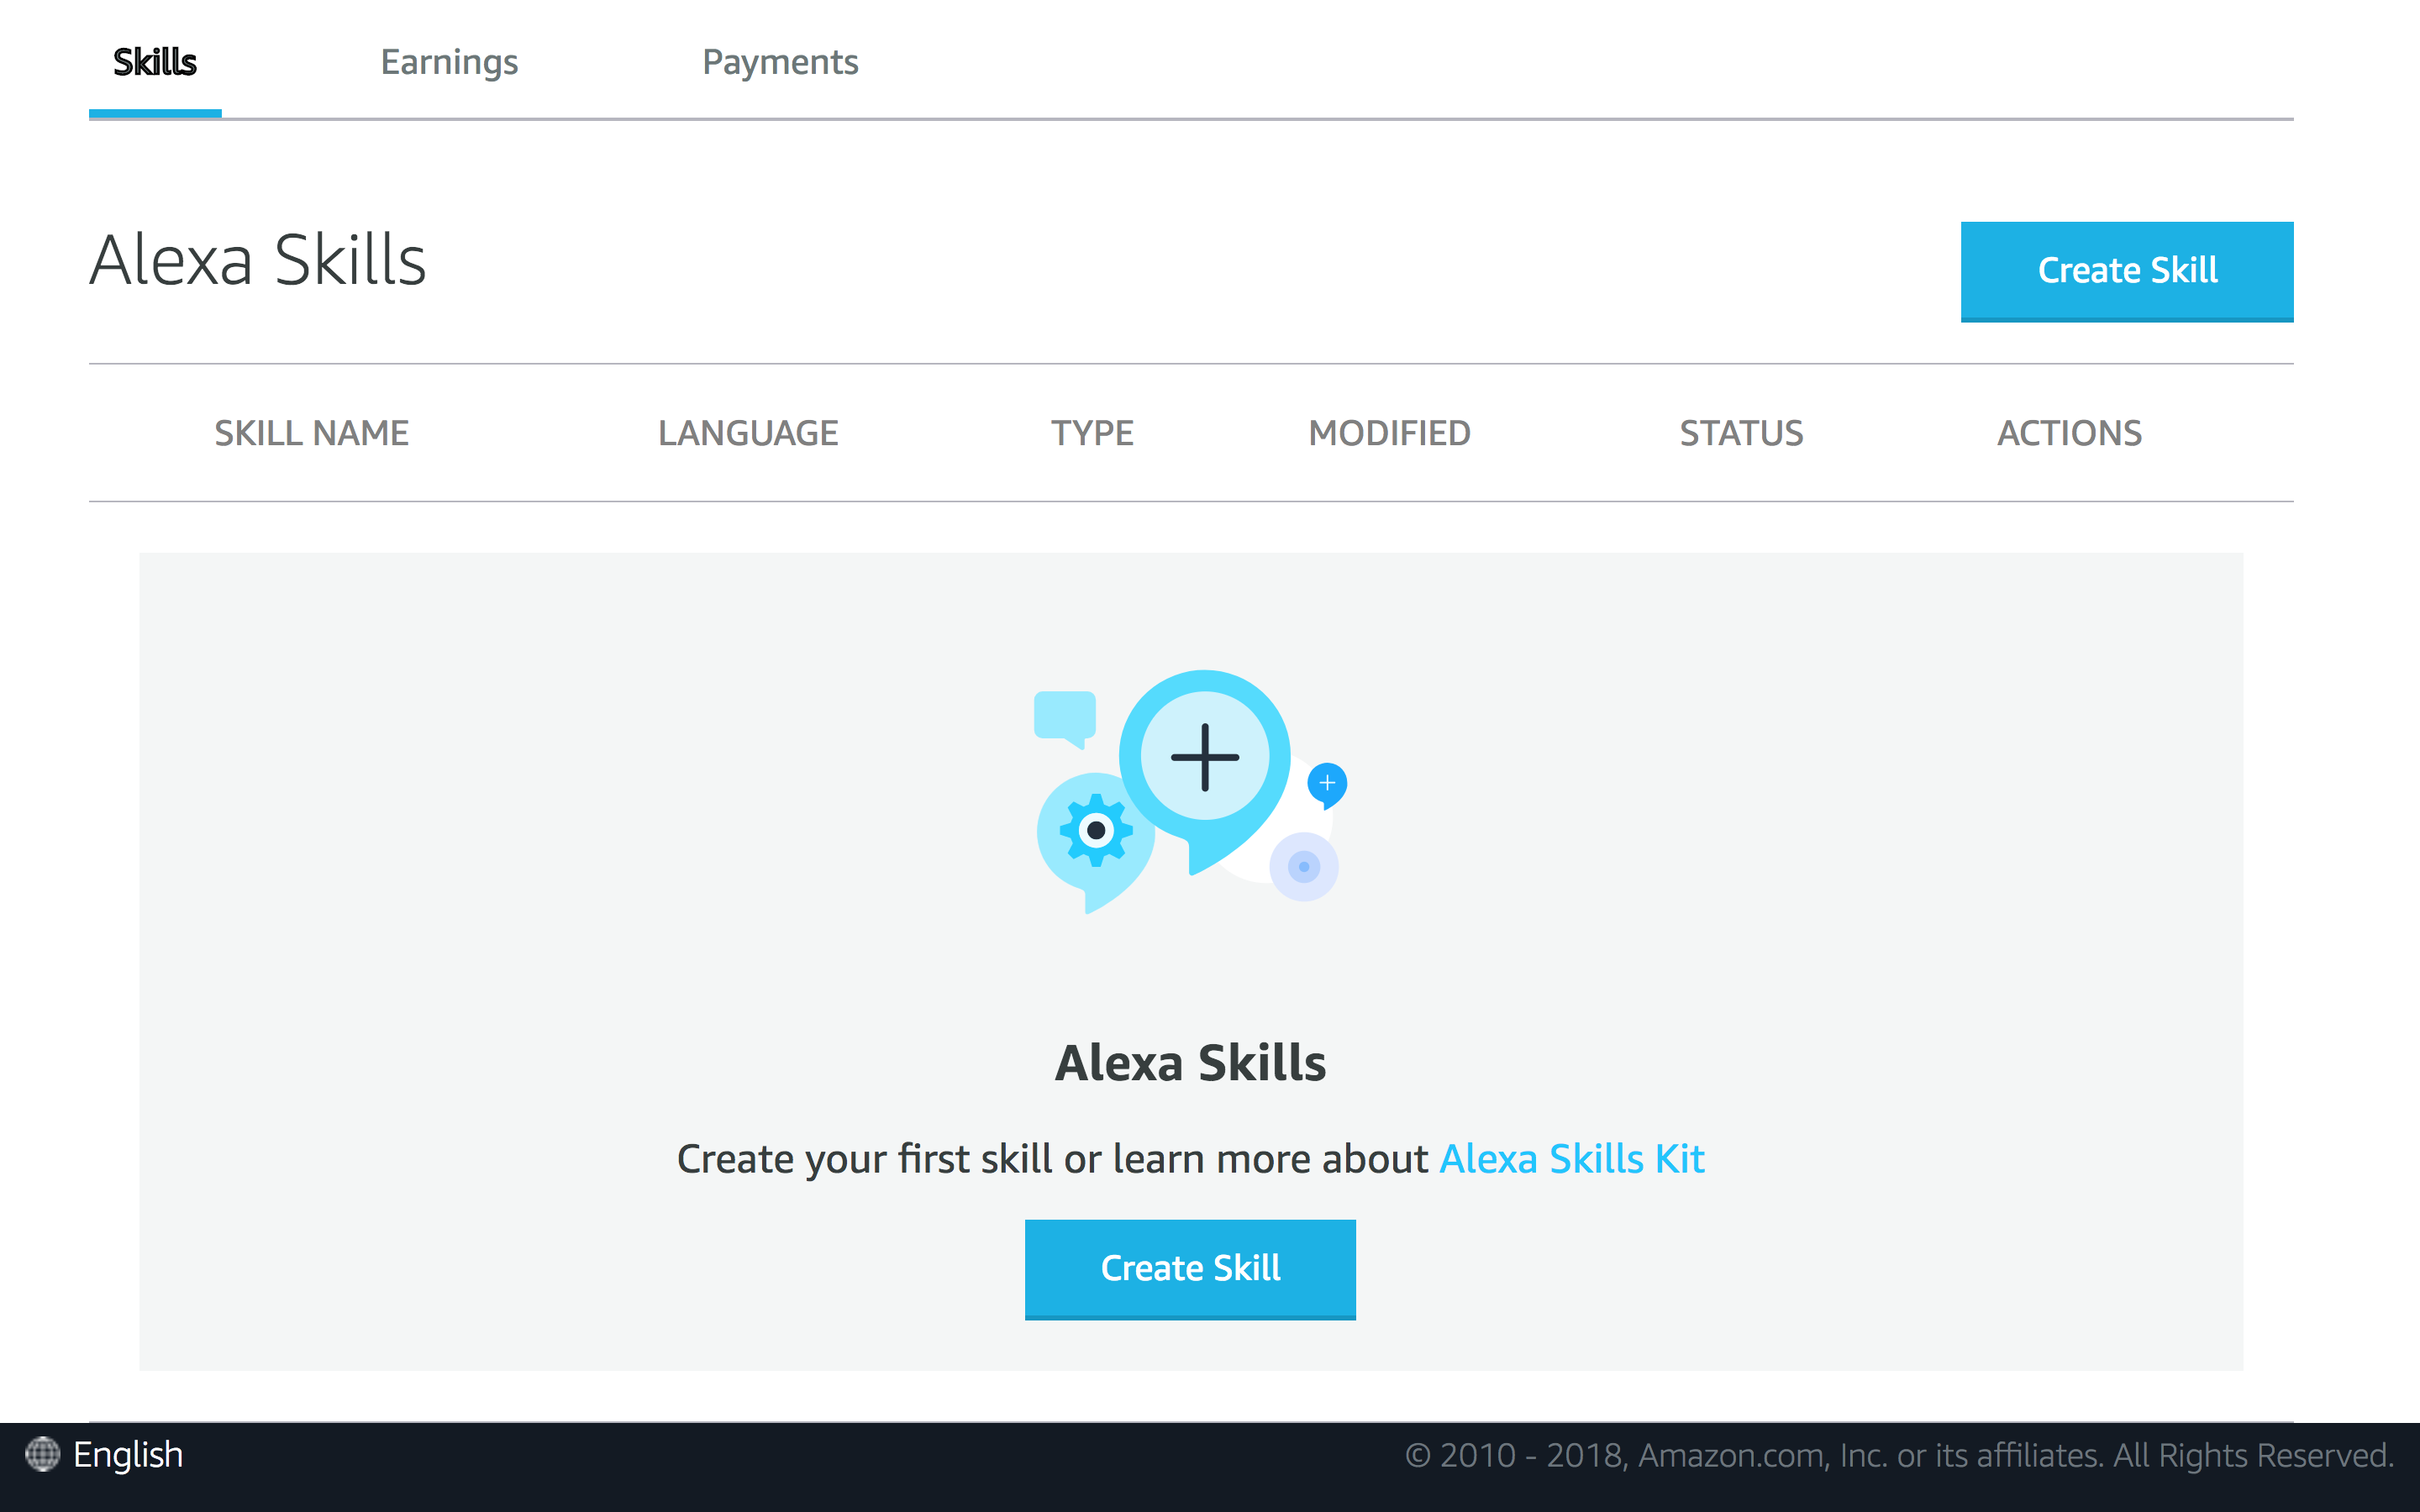 Skills Earnings Payments
Alexa Skills
Create Skill
SKILL NAME LANGUAGE TYPE MODIFIED STATUS ACTIONS
Alexa Skills
Create your first skill or learn more about Alexa Skills Kit
Create Skill
English
© 2010 - 2018, Amazon.com, Inc. or its affiliates. All Rights Reserved.